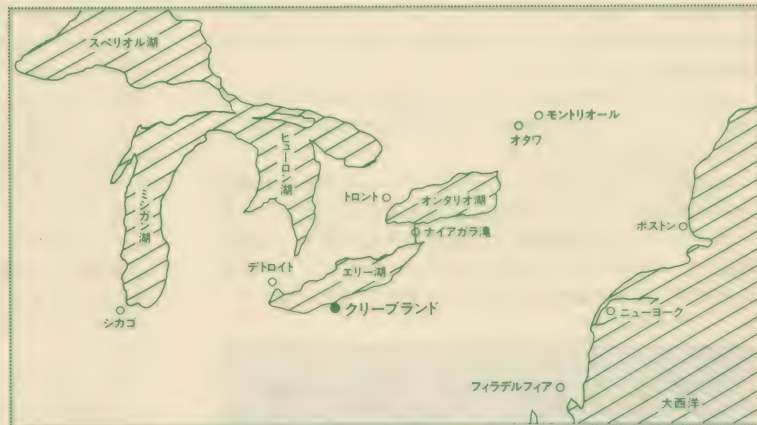 スペリオル湖
モントリオール
オタワ
ヒューロン湖
ミシガン湖
トロント
オンタリオ湖
ナイアガラ滝
ボストン
デトロイト
エリー湖
シカゴ
クリーブランド
ニューヨーク
フィラデルフィア
大西洋